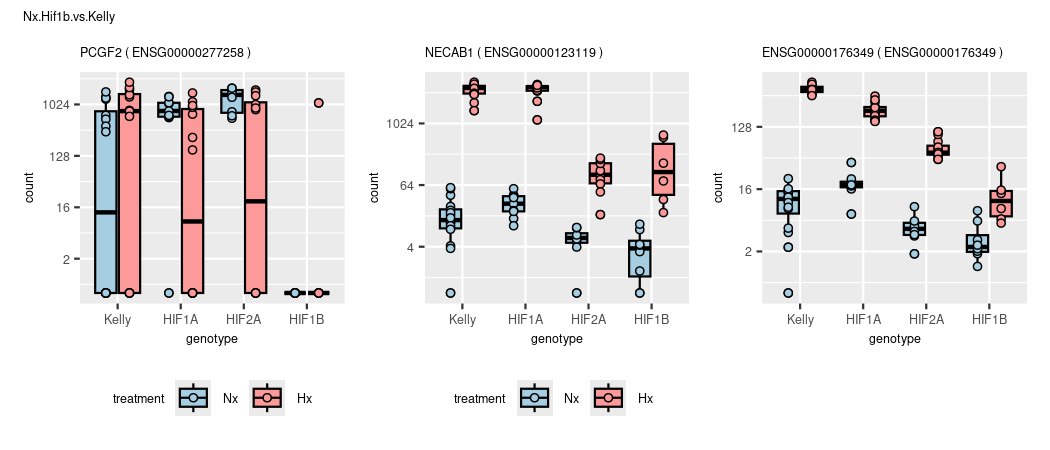 Nx.Hif1b.vs.Kelly
PCGF2 ( ENSG00000277258 )
NECAB1 ( ENSG00000123119 )
ENSG00000176349 ( ENSG00000176349 )
count
1024
128
16
2
Kelly HIF1A HIF2A HIF1B
genotype
count
1024
64
4
Kelly HIF1A HIF2A HIF1B
genotype
count
128
16
2
Kelly HIF1A HIF2A HIF1B
genotype
treatment Nx Hx
treatment Nx Hx